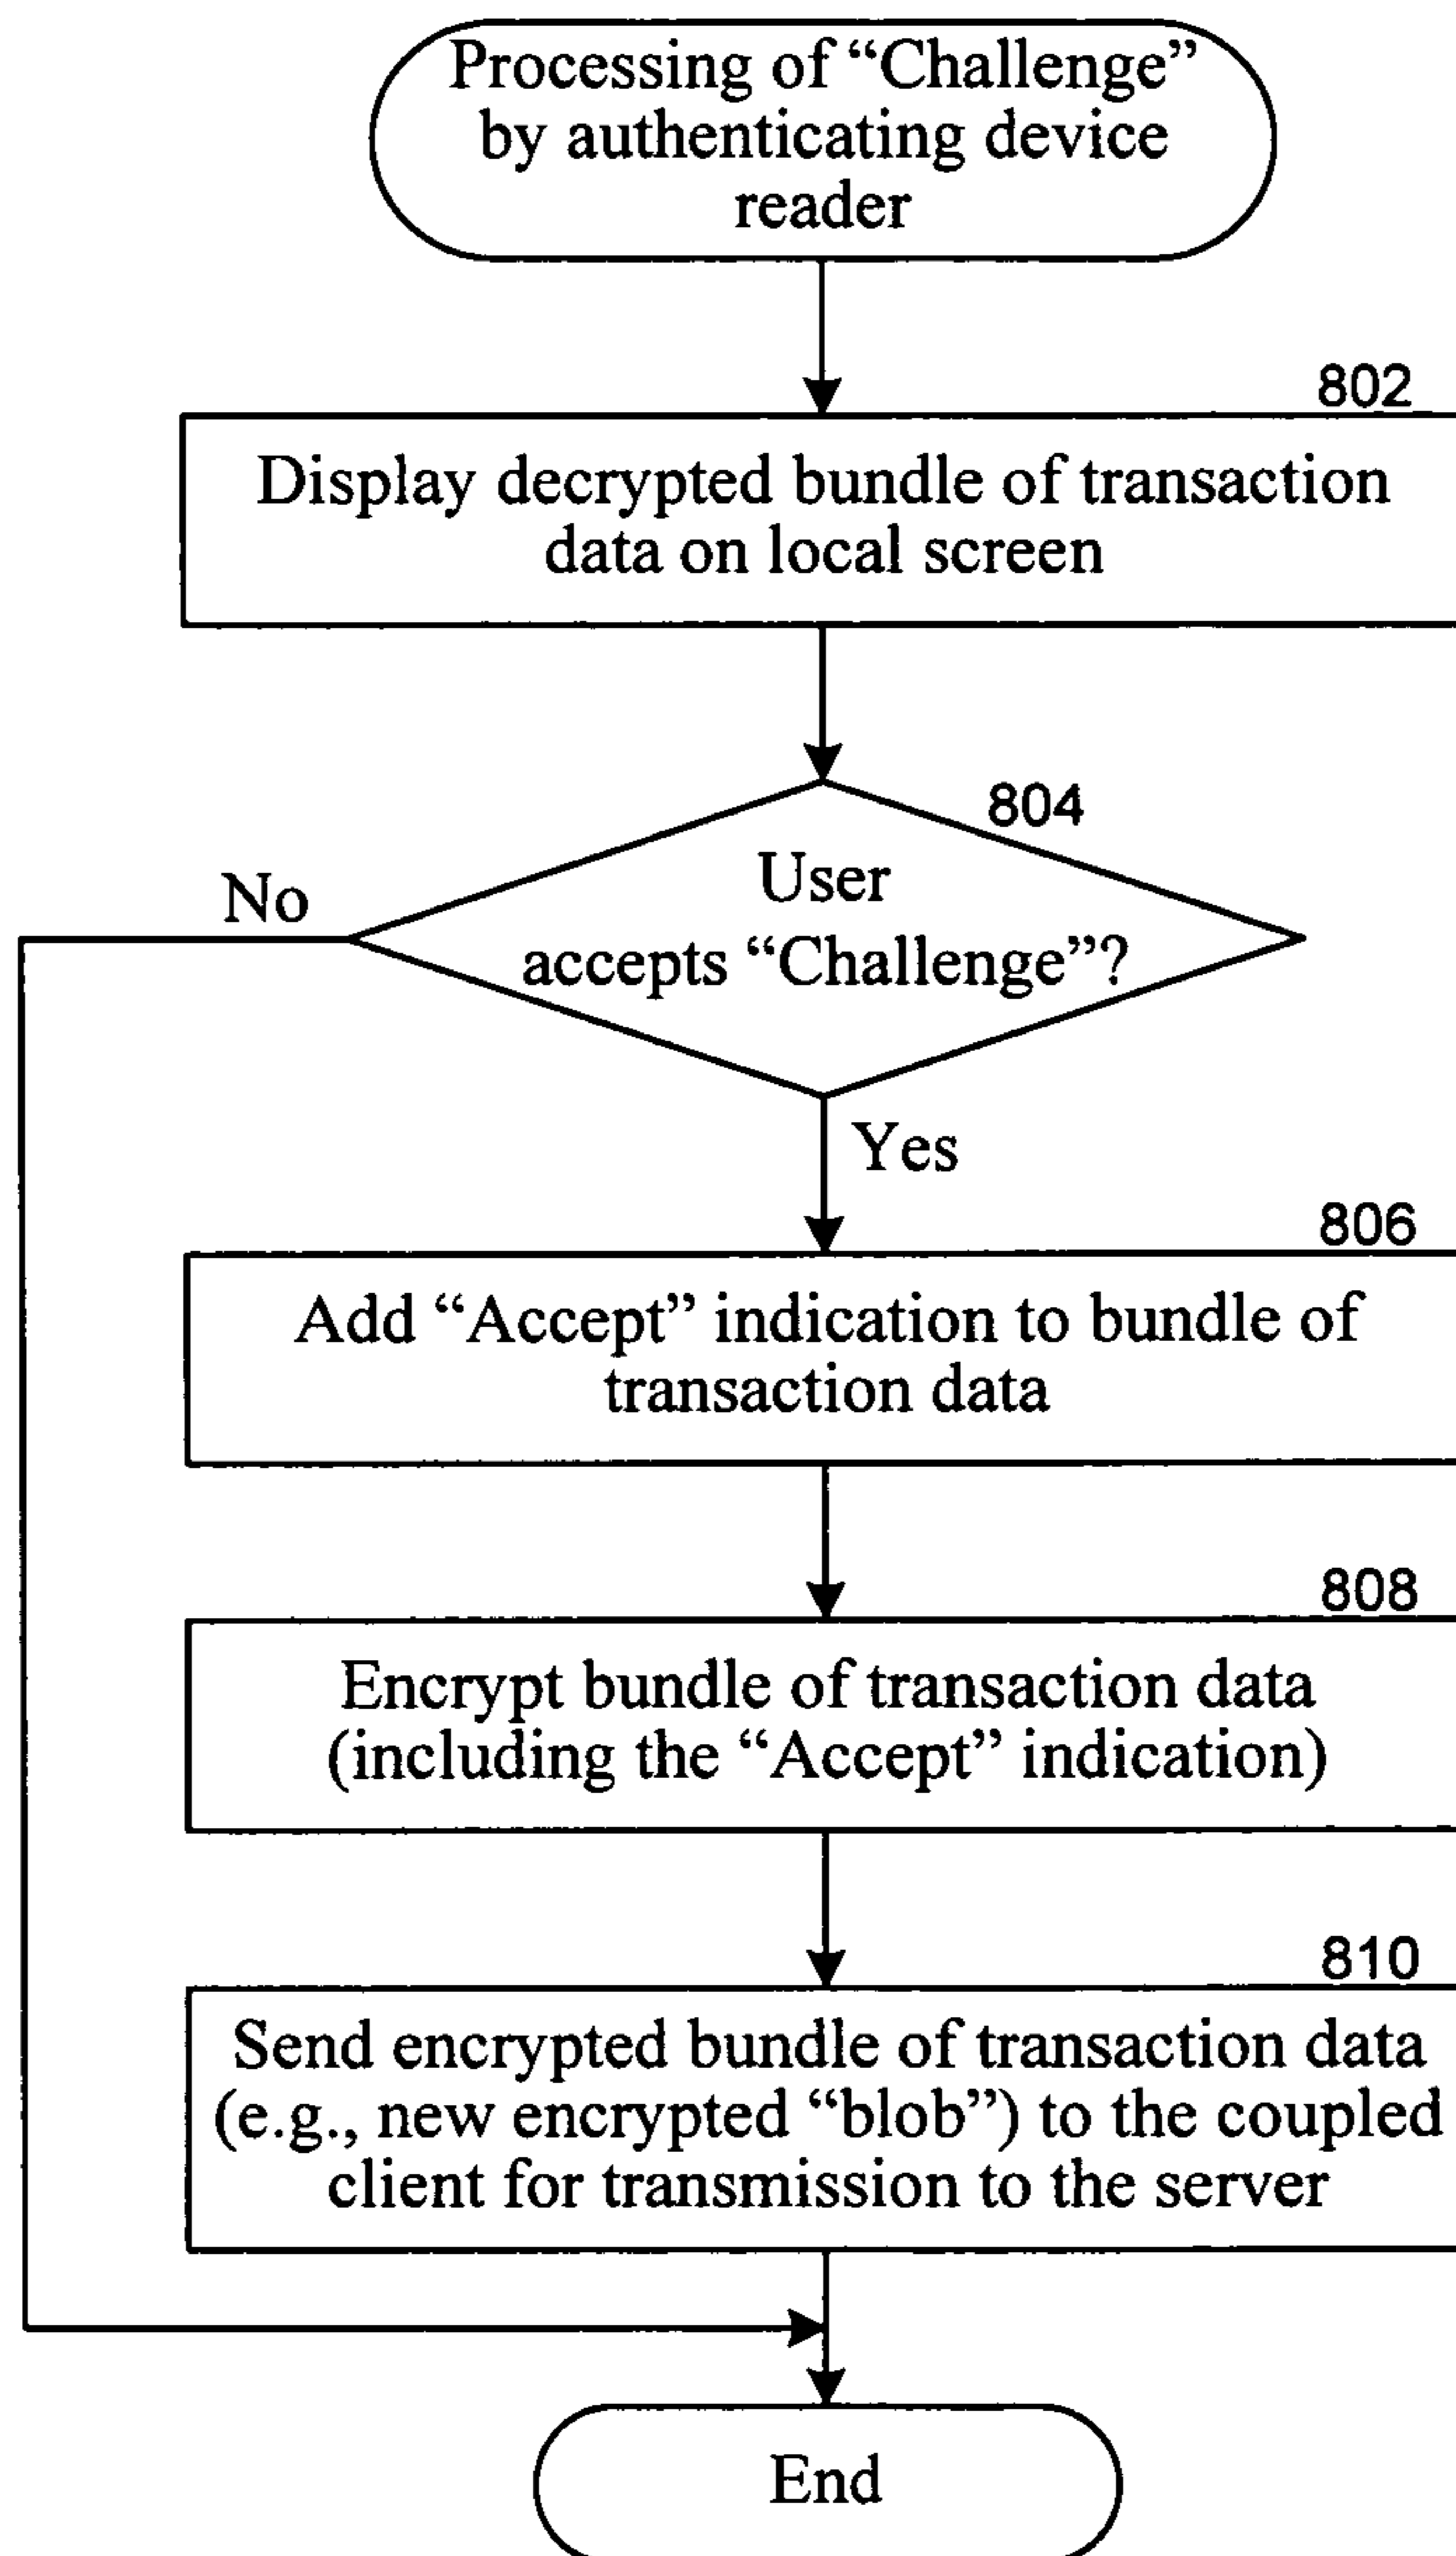 Processing of “Challenge”
by authenticating device
reader
802
Display decrypted bundle of transaction
data on local screen
804
User
accepts “Challenge”?
No
Yes
806
Add “Accept” indication to bundle of
transaction data
808
Encrypt bundle of transaction data
(including the “Accept” indication)
810
Send encrypted bundle of transaction data
(e.g., new encrypted “blob”) to the coupled
client for transmission to the server
End